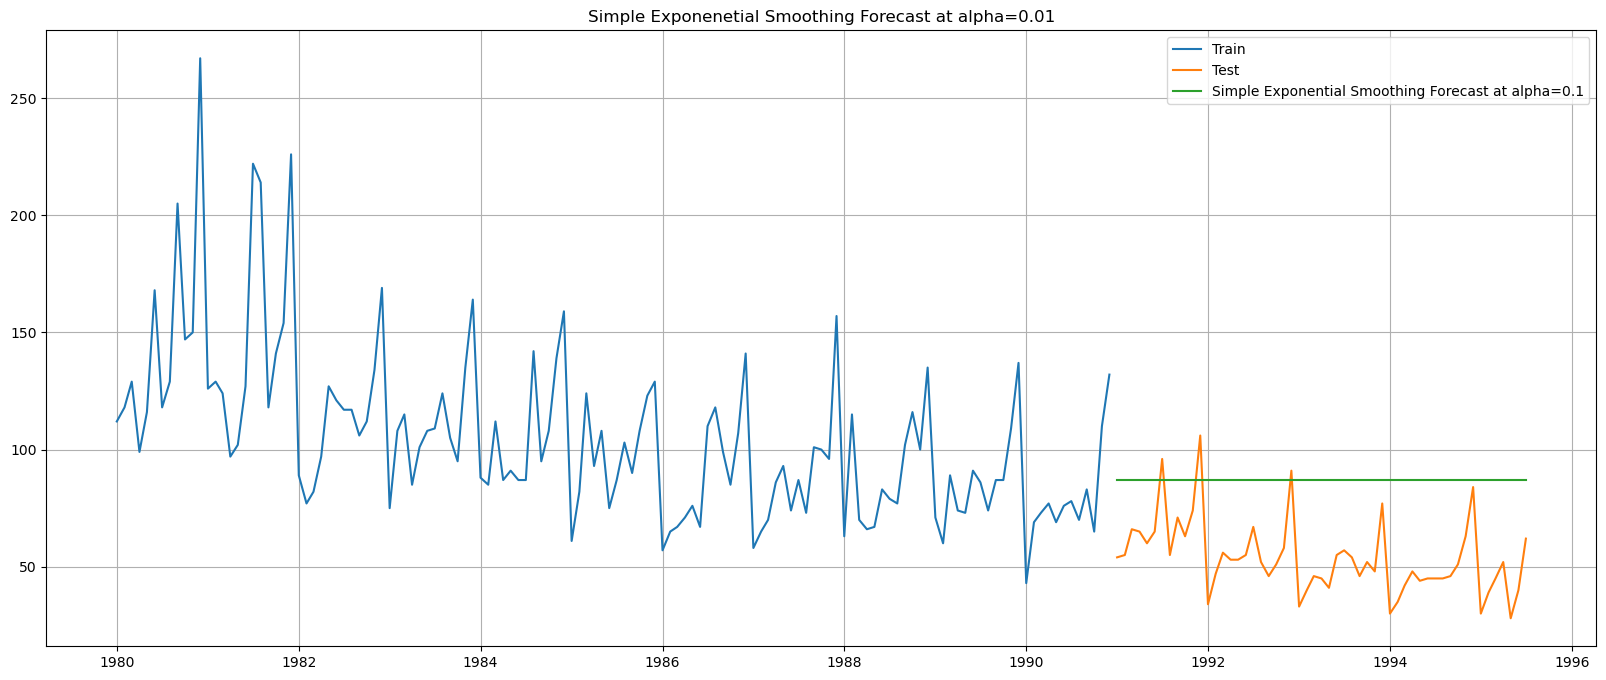 Simple Exponenetial Smoothing Forecast at alpha=0.01
Train
Test
Simple Exponential Smoothing Forecast at alpha=0.1
250
200
150
100
50
1980 1982 1984 1986 1988 1990 1992 1994 1996